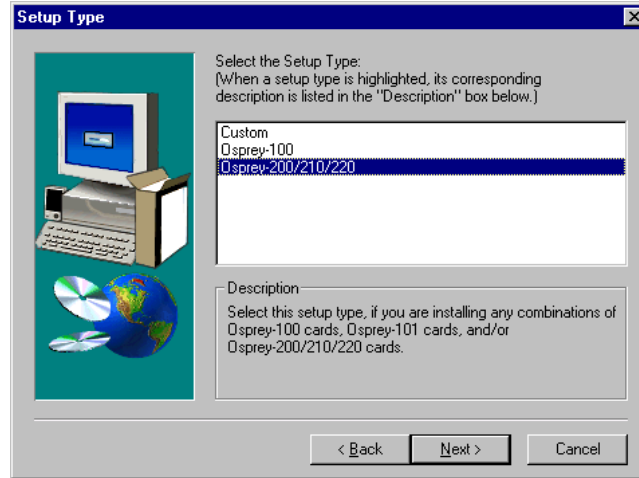 Setup Type
Select the Setup Type:
(When a setup type is highlighted, its corresponding
description is listed in the "Description" box below.)
Custom
Osprey-100
Osprey-200/210/220
Description
Select this setup type, if you are installing any combinations of
Osprey-100 cards, Osprey-101 cards, and/or
Osprey-200/210/220 cards.
< Back Next > Cancel